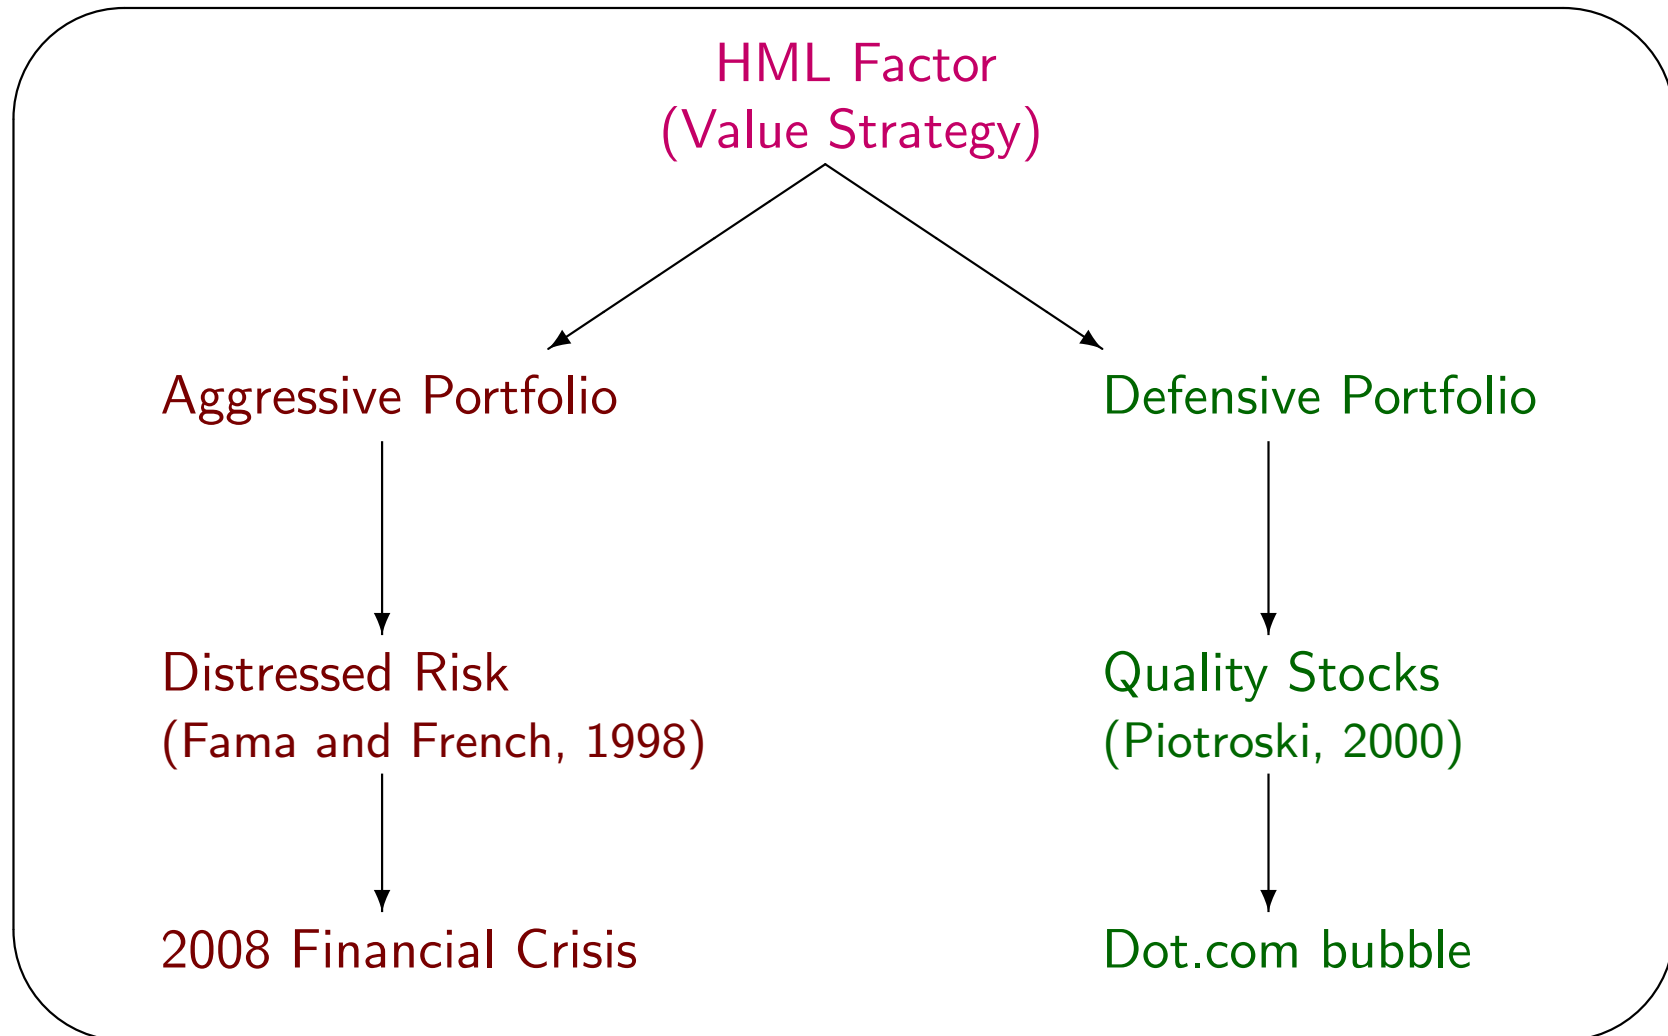 HML Factor
(Value Strategy)
Aggressive Portfolio
Defensive Portfolio
Distressed Risk
(Fama and French, 1998)
Quality Stocks
(Piotroski, 2000)
2008 Financial Crisis
Dot.com bubble